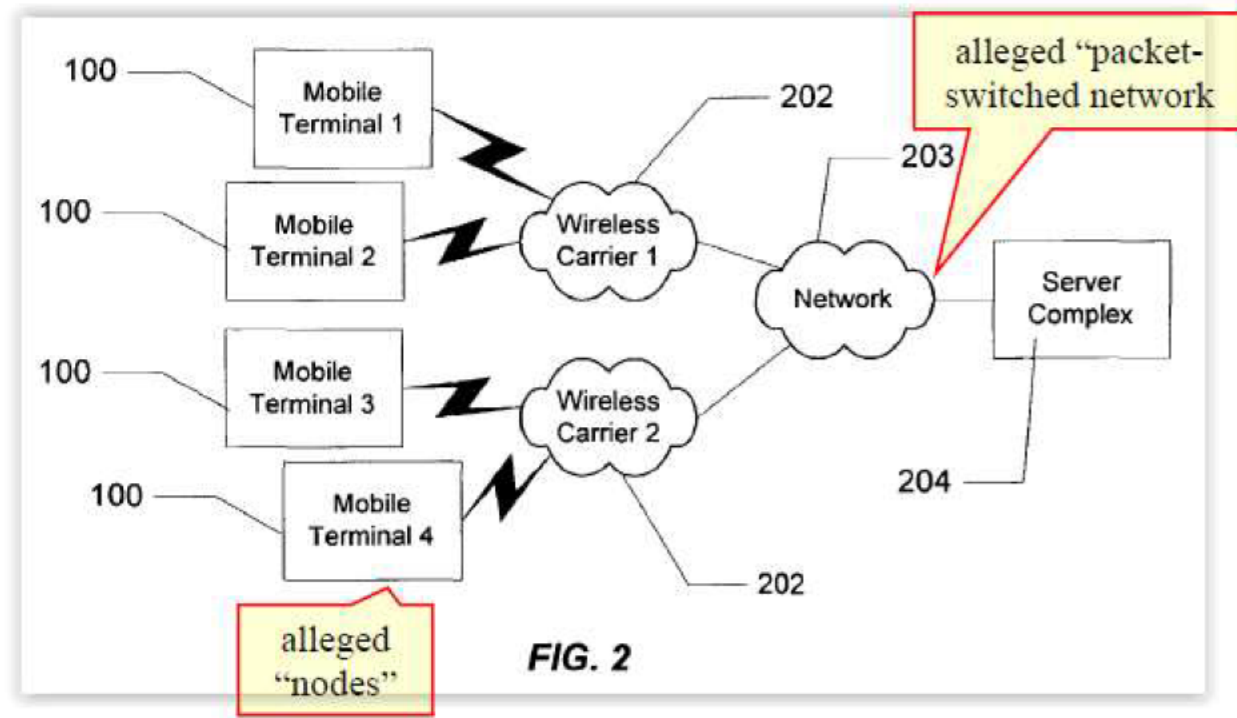 alleged “packet-
switched network
100
Mobile
Terminal 1
202
203
100
Mobile
Terminal 2
Wireless
Carrier 1
Network
Server
Complex
100
Mobile
Terminal 3
Wireless
Carrier 2
204
100
Mobile
Terminal 4
202
alleged
“nodes”
FIG. 2